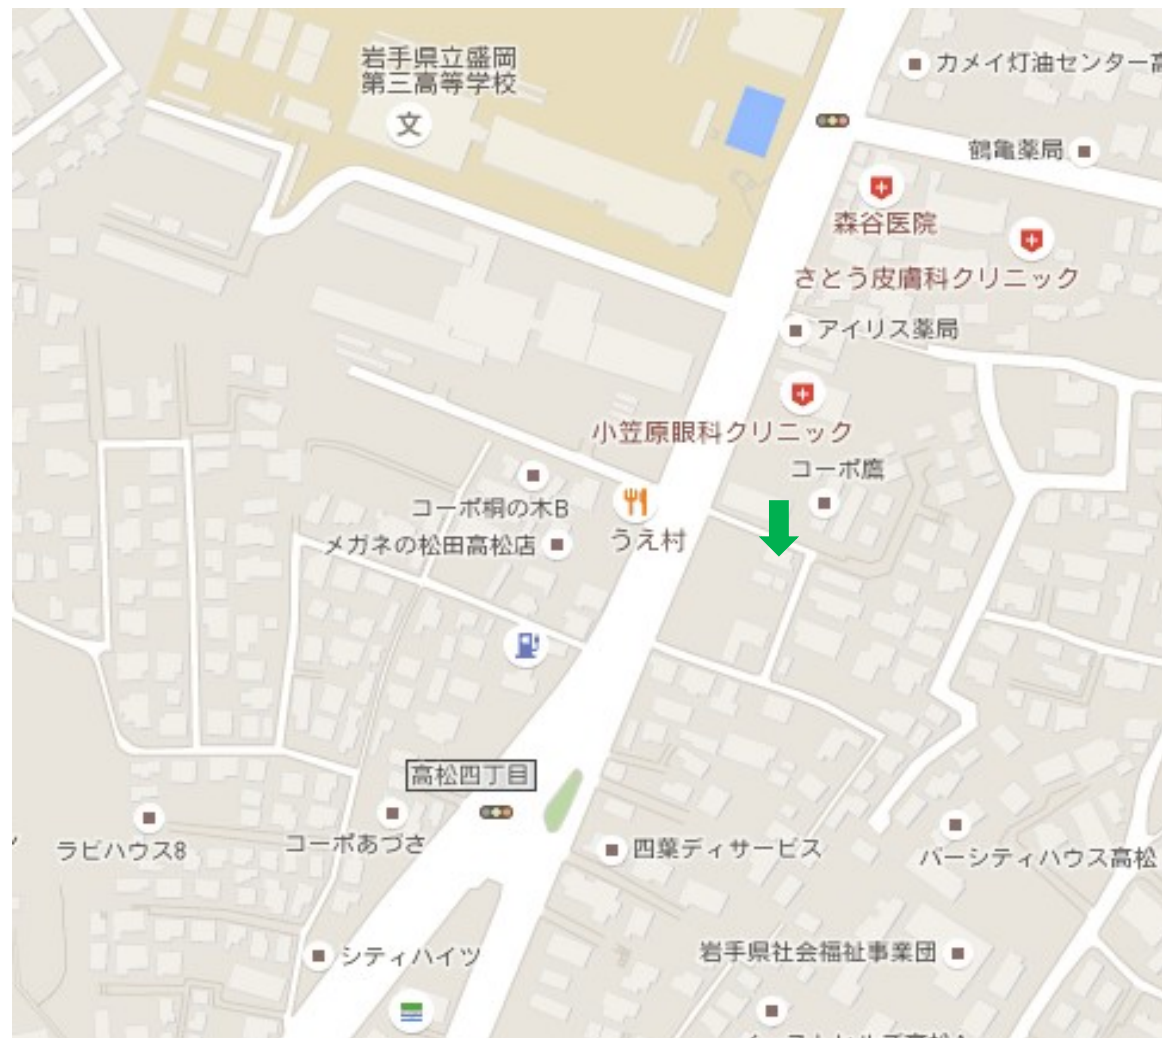 岩手県立盛岡
第三高等学校
文
カメイ灯油センター高
鶴亀薬局
森谷医院
さとう皮膚科クリニック
アイリス薬局
小笠原眼科クリニック
コーポ鷹
コーポ桐の木B
メガネの松田高松店
うえ村
高松四丁目
ラビハウス8
コーポあづさ
四葉ディサービス
バーシティハウス高松
シティハイツ
岩手県社会福祉事業団